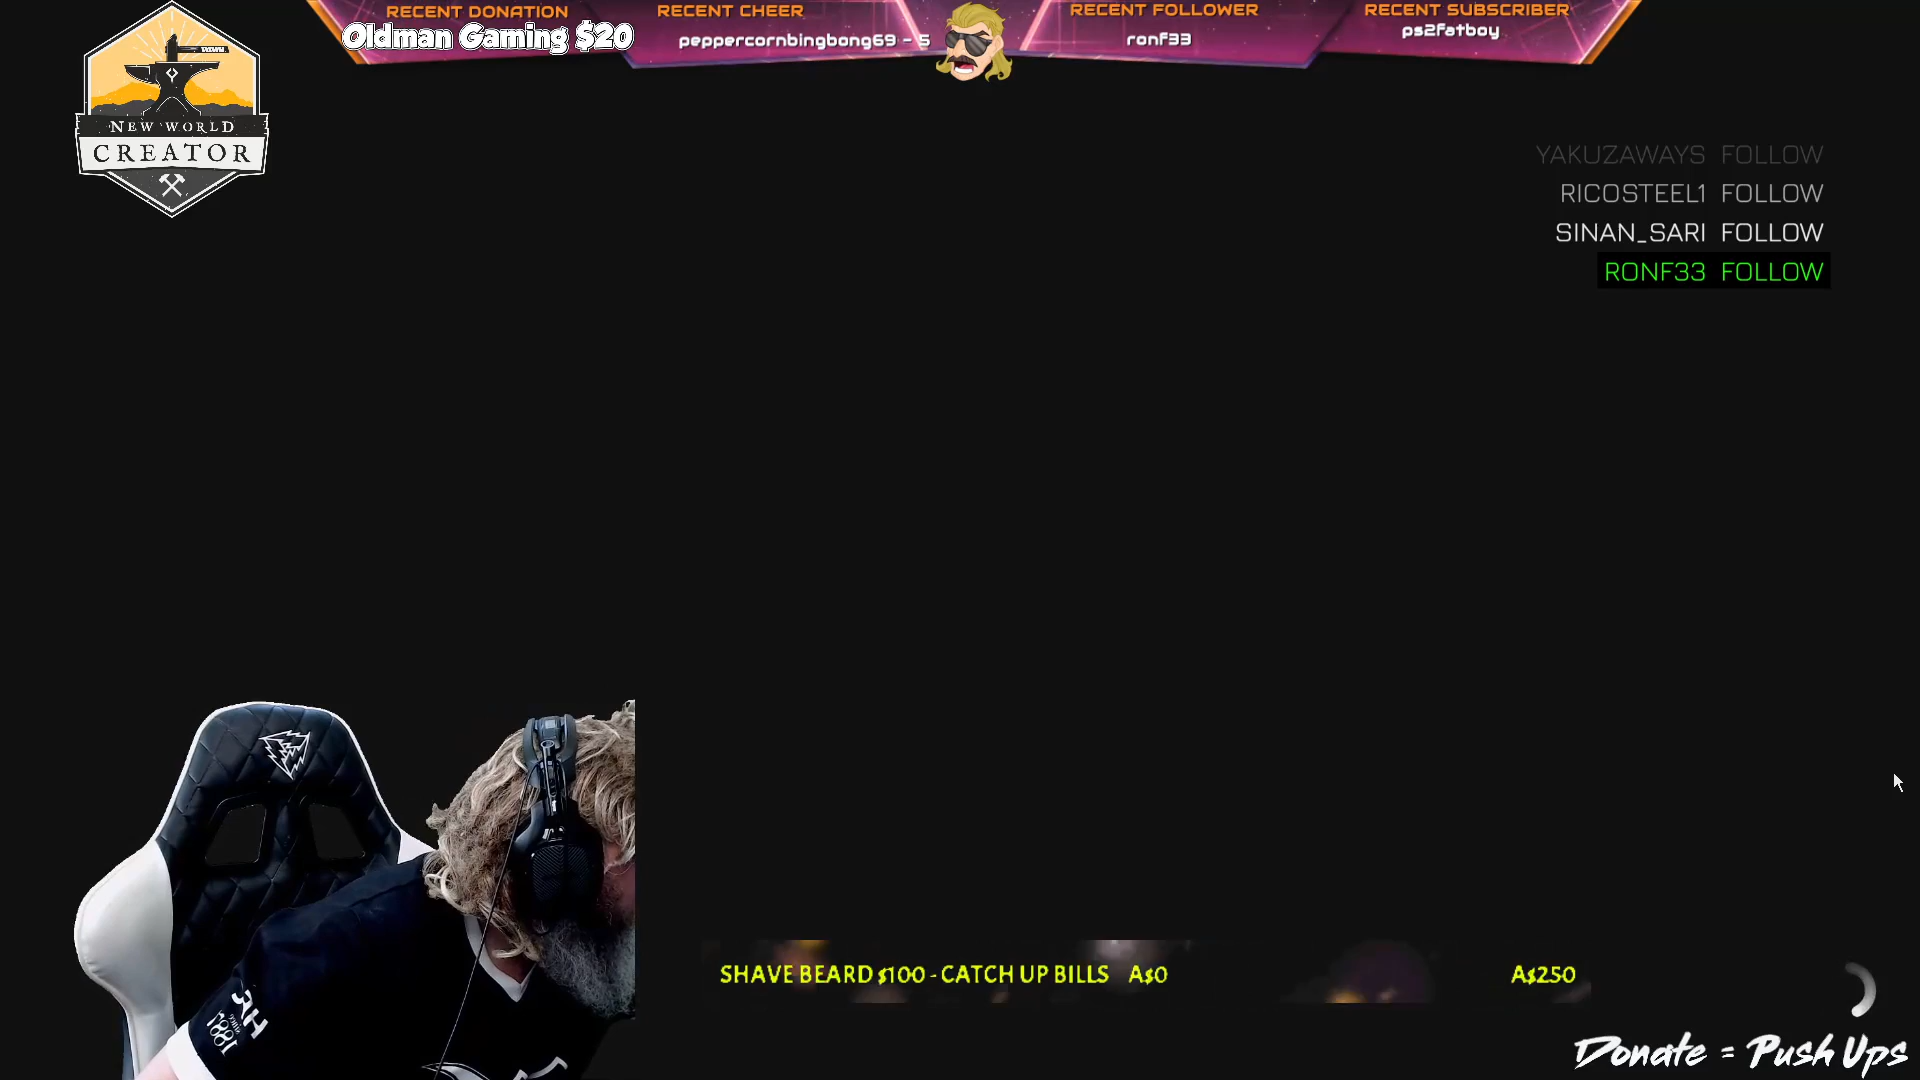 RECENT DONATION
Oldman Gaming $20
RECENT CHEER
peppercornbingbong69 - 5
RECENT FOLLOWER
ronf33
RECENT SUBSCRIBER
ps2fatboy
NEW WORLD
CREATOR
YAKUZAWAYS FOLLOW
RICOSTEEL1 FOLLOW
SINAN_SARI FOLLOW
RONF33 FOLLOW
SHAVE BEARD $100 - CATCH UP BILLS A$0 A$250
Donate = Push Ups